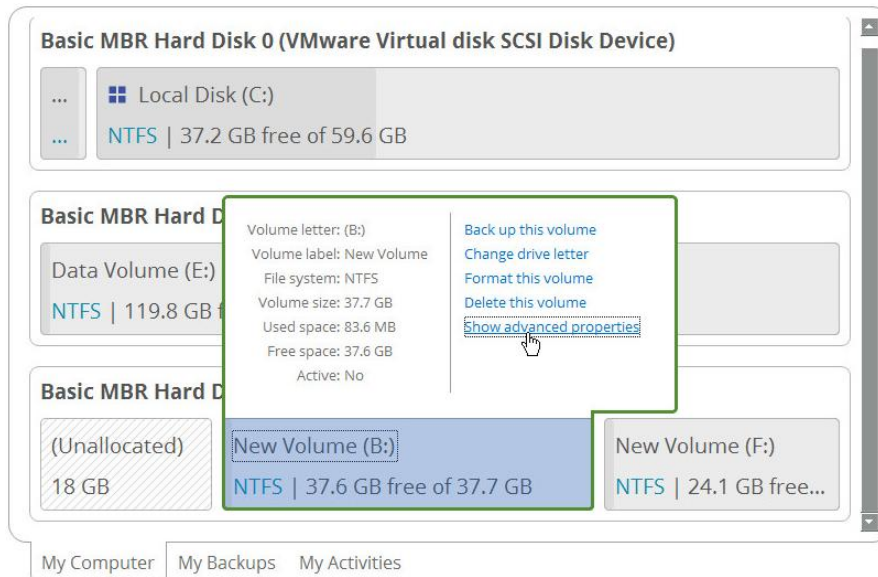 Basic MBR Hard Disk 0 (VMware Virtual disk SCSI Disk Device)
...
...
Local Disk (C:)
NTFS | 37.2 GB free of 59.6 GB
Basic MBR Hard D
Data Volume (E:)
NTFS | 119.8 GB f
Volume letter: (B:)
Volume label: New Volume
File system: NTFS
Volume size: 37.7 GB
Used space: 83.6 MB
Free space: 37.6 GB
Active: No
Back up this volume
Change drive letter
Format this volume
Delete this volume
Show advanced properties
Basic MBR Hard D
(Unallocated)
18 GB
New Volume (B:)
NTFS | 37.6 GB free of 37.7 GB
New Volume (F:)
NTFS | 24.1 GB free...
My Computer My Backups My Activities